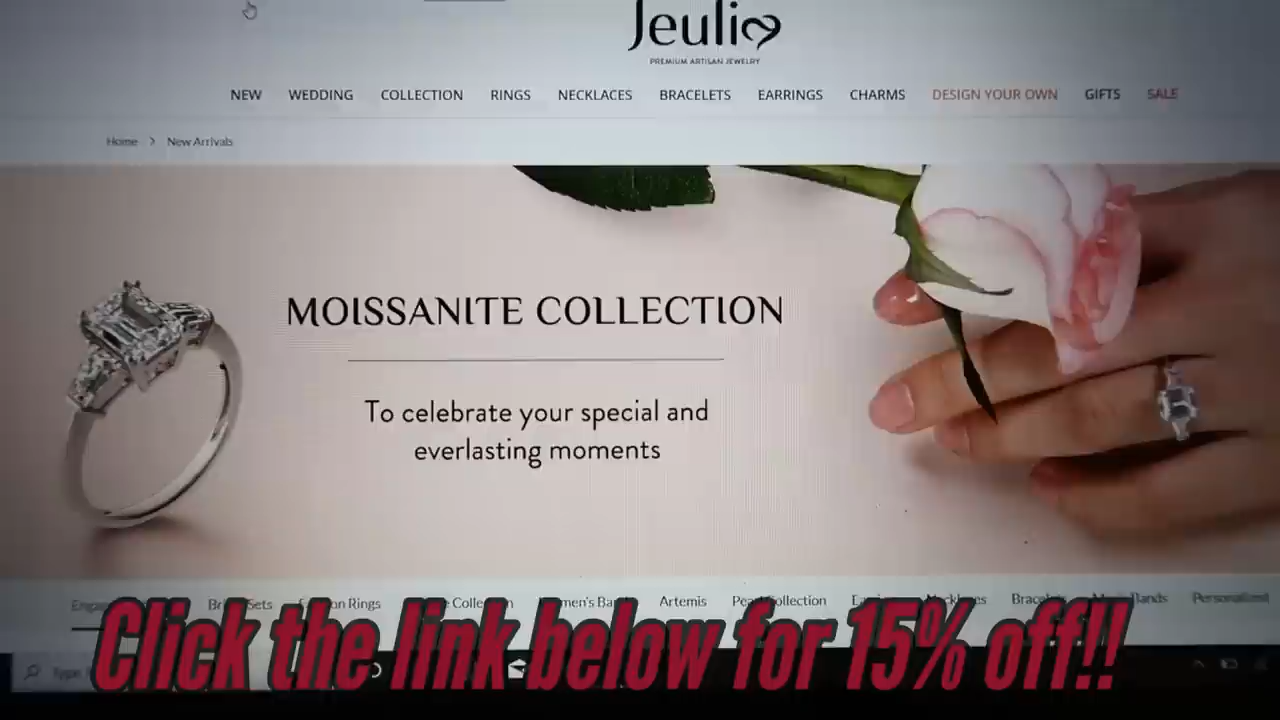 Jeulia
PREMIUM ARTISAN JEWELRY
NEW WEDDING COLLECTION RINGS NECKLACES BRACELETS EARRINGS CHARMS DESIGN YOUR OWN GIFTS SALE
Home > New Arrivals
MOISSANITE COLLECTION
To celebrate your special and
everlasting moments
Rings Artemis Collection Personalized
Click the link below for 15% off!!